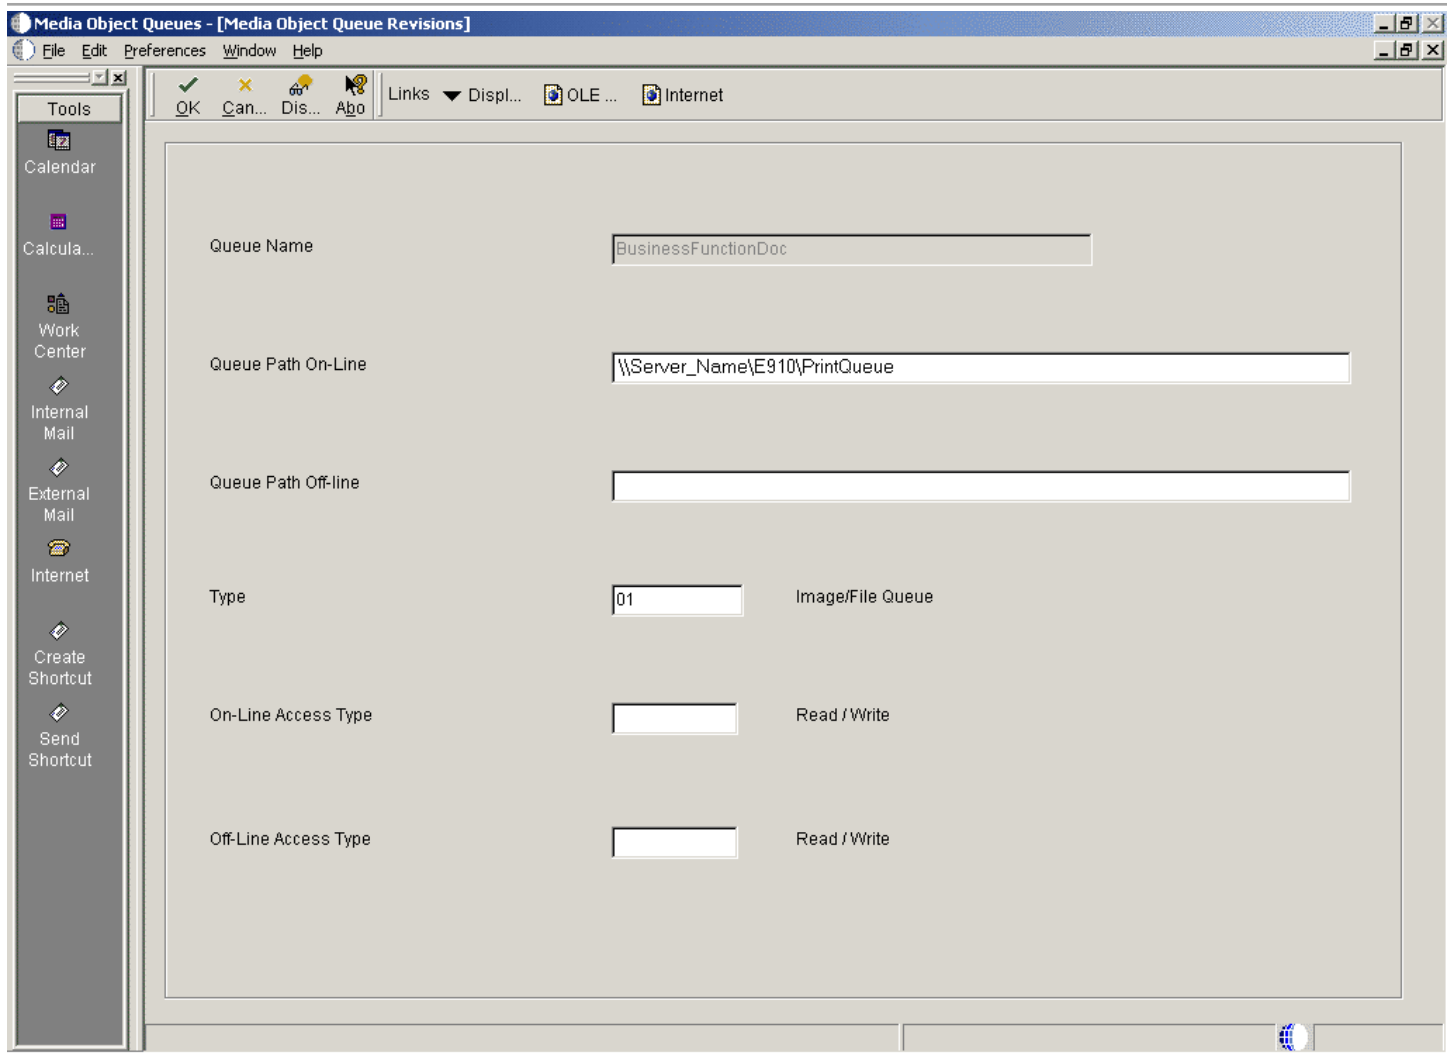 Media Object Queues - [Media Object Queue Revisions]
File Edit Preferences Window Help
Tools
Calendar
Calcula...
Work
Center
Internal
Mail
External
Mail
Internet
Create
Shortcut
Send
Shortcut
OK Can... Dis... Abo Links Displ... OLE ... Internet
Queue Name BusinessFunctionDoc
Queue Path On-Line \\Server_Name\E910\PrintQueue
Queue Path Off-line
Type 01 Image/File Queue
On-Line Access Type Read / Write
Off-Line Access Type Read / Write